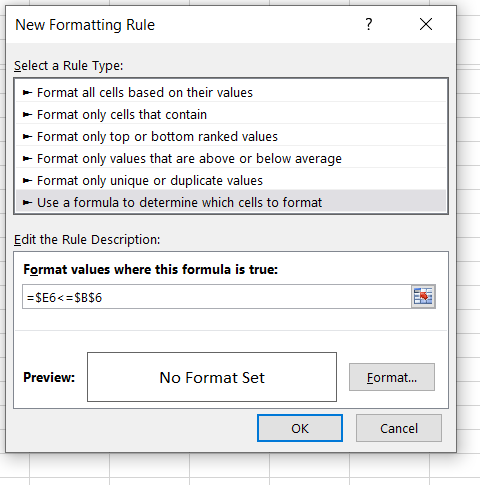 New Formatting Rule ? ×
Select a Rule Type:
► Format all cells based on their values
► Format only cells that contain
► Format only top or bottom ranked values
► Format only values that are above or below average
► Format only unique or duplicate values
► Use a formula to determine which cells to format
Edit the Rule Description:
Format values where this formula is true:
=$E6<=$B$6
Preview: No Format Set Format...
OK Cancel